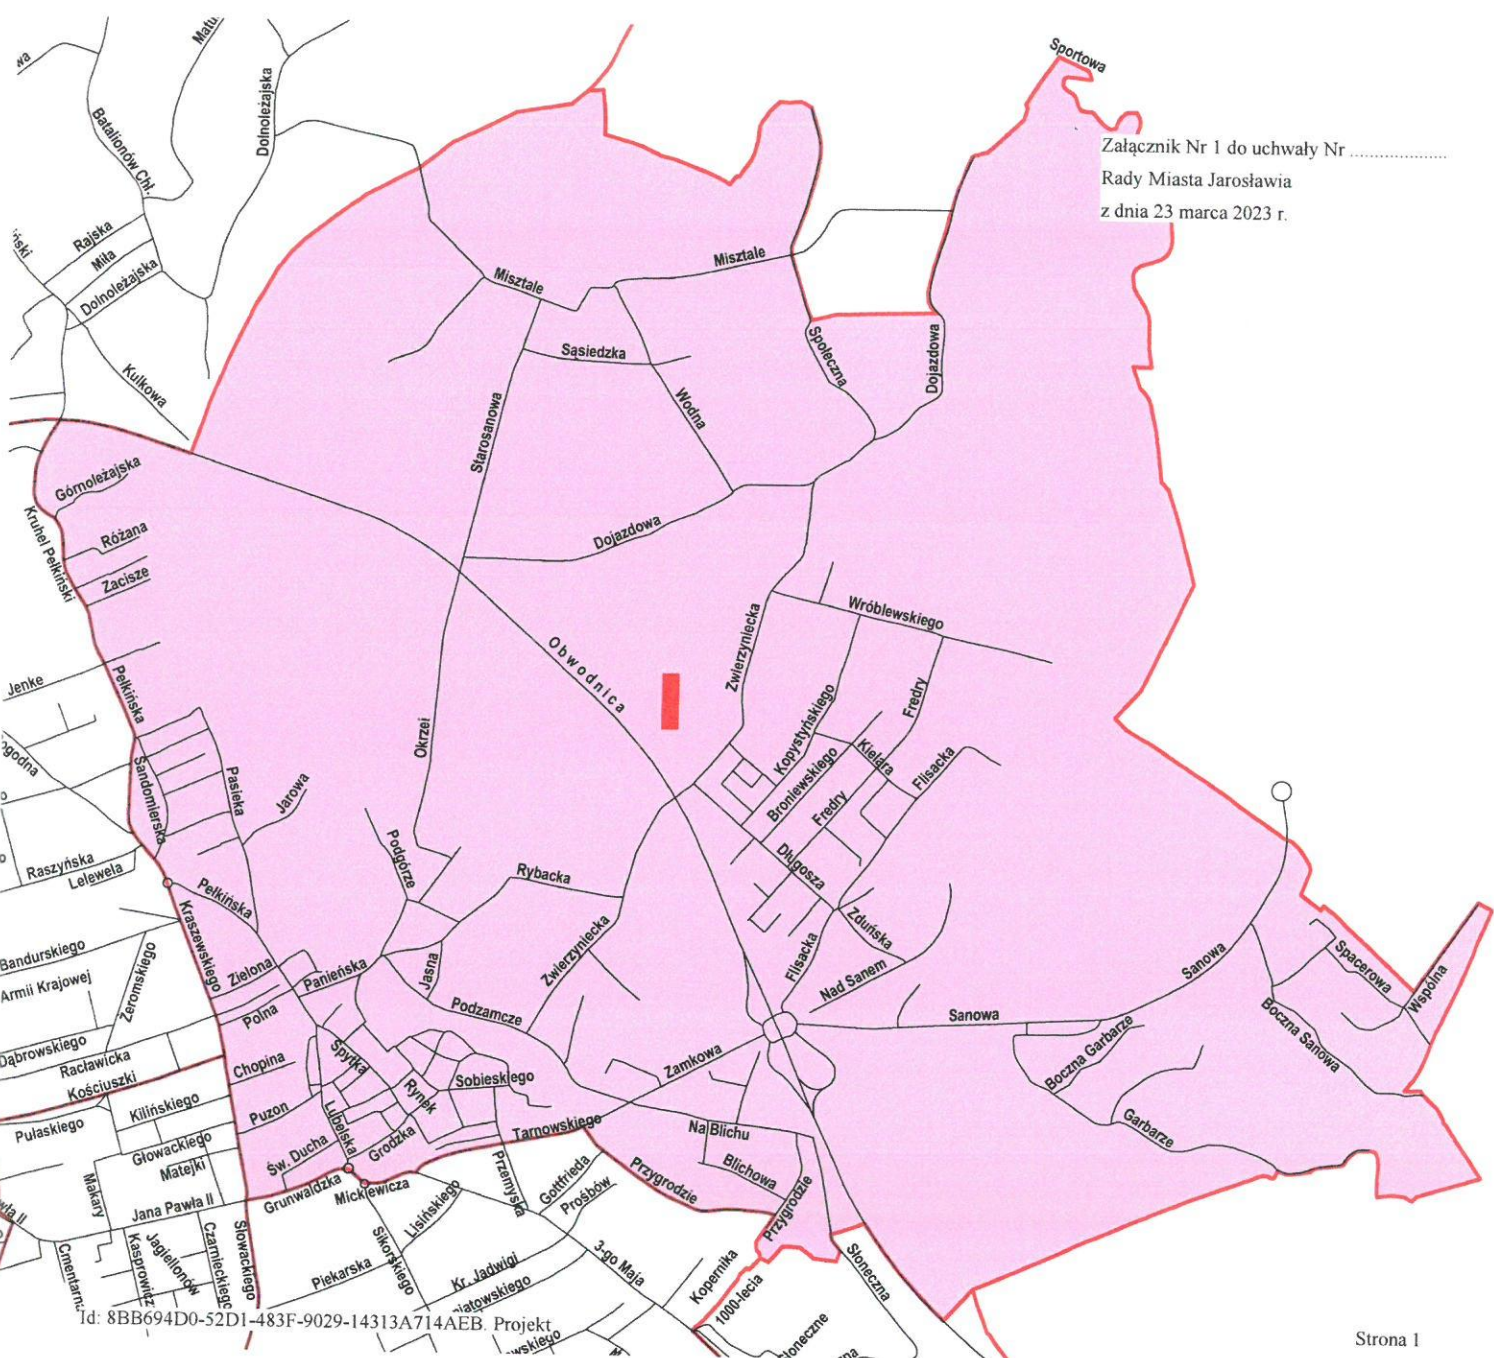 Sportowa
Załącznik Nr 1 do uchwały Nr ....................
Rady Miasta Jarosławia
z dnia 23 marca 2023 r.
Dolnoleżajska
Batalionów Chł.
Rajska
Miła
Dolnoleżajska
Kulkowa
Misztale
Misztale
Sąsiedzka
Społeczna
Dojazdowa
Wodna
Starosanowa
Górnoleżajska
Kruhel Pełkiński
Różana
Zacisze
Dojazdowa
Wróblewskiego
Zwierzyniecka
Obwodnica
Jenke
Pełkińska
Fredry
Kopystyńskiego
Okrzei
Kielara
Flisacka
Broniewskiego
Fredry
Sandomierska
Pasieka
Jarowa
Podgórze
Długosza
Raszyńska
Lelewela
Rybacka
Pełkińska
Kraszewskiego
Zduńska
Zwierzyniecka
Flisacka
Bandurskiego
Armii Krajowej
Żeromskiego
Zielona
Panieńska
Jasna
Nad Sanem
Sanowa
Spacerowa
Wspólna
Polna
Podzamcze
Sanowa
Boczna Sanowa
Dąbrowskiego
Racławicka
Kościuszki
Chopina
Spytka
Rynek
Sobieskiego
Zamkowa
Boczna Garbarze
Garbarze
Kilińskiego
Pułaskiego
Puzon
Lubelska
Grodzka
Tarnowskiego
Na Blichu
Głowackiego
Matejki
Św. Ducha
Przemyska
Gottfrieda
Przygrodzie
Blichowa
Makary
Grunwaldzka
Mickiewicza
Prośbów
Przygrodzie
Jana Pawła II
Lisińskiego
Słowackiego
Czarnieckiego
Kasprowicz
Jagiellonów
Sikorskiego
3-go Maja
Kopernika
Słoneczna
Piekarska
Kr. Jadwigi
1000-lecia
Id: 8BB694D0-52D1-483F-9029-14313A714AEB. Projekt
Strona 1